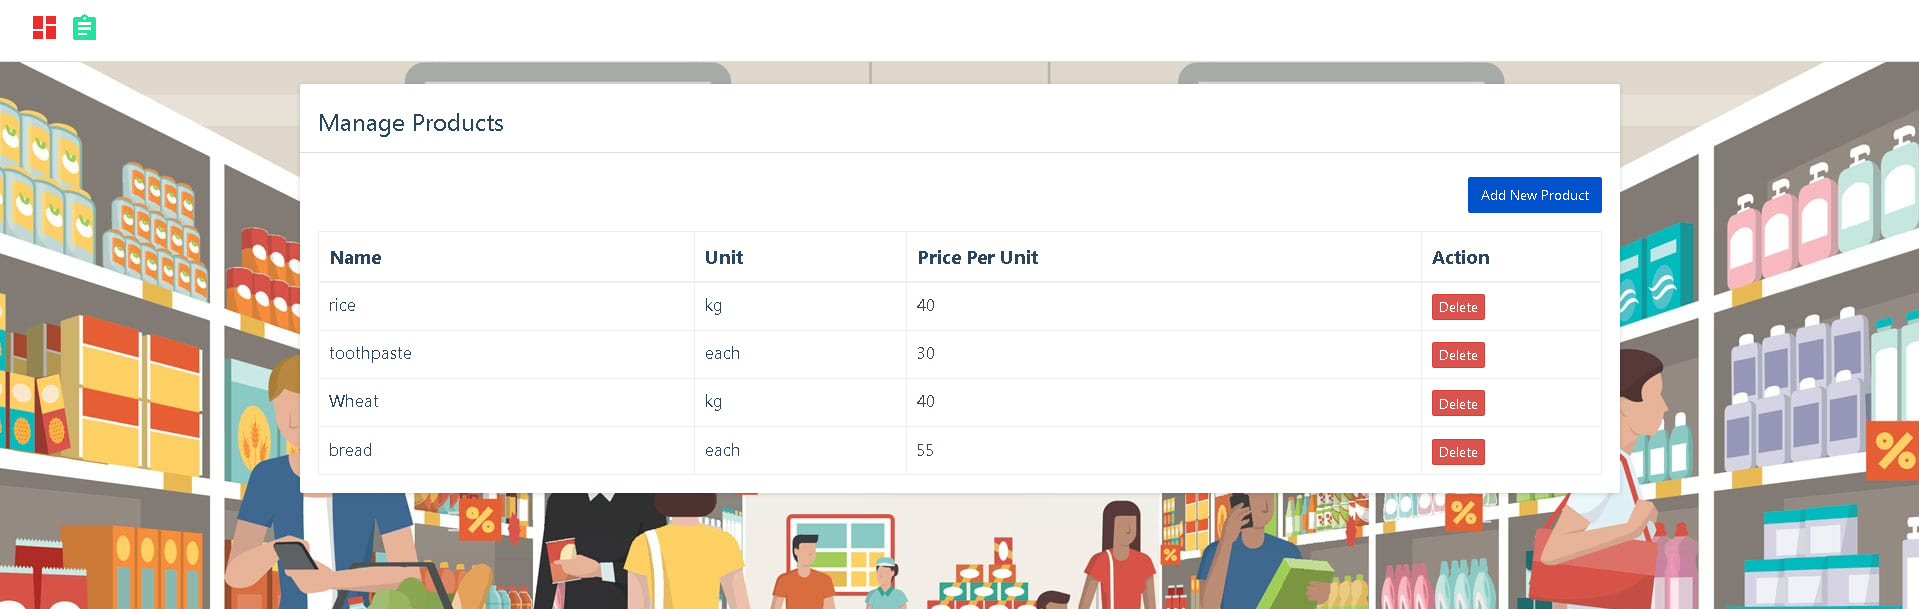 Manage Products
Add New Product
Name Unit Price Per Unit Action
rice kg 40 Delete
toothpaste each 30 Delete
Wheat kg 40 Delete
bread each 55 Delete
%
%
%
%